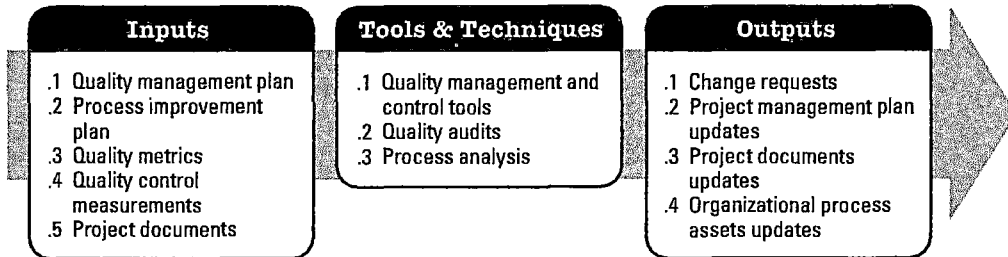 Inputs
.1 Quality management plan
.2 Process improvement
plan
.3 Quality metrics
.4 Quality control
measurements
.5 Project documents
Tools & Techniques
.1 Quality management and
control tools
.2 Quality audits
.3 Process analysis
Outputs
.1 Change requests
.2 Project management plan
updates
.3 Project documents
updates
.4 Organizational process
assets updates